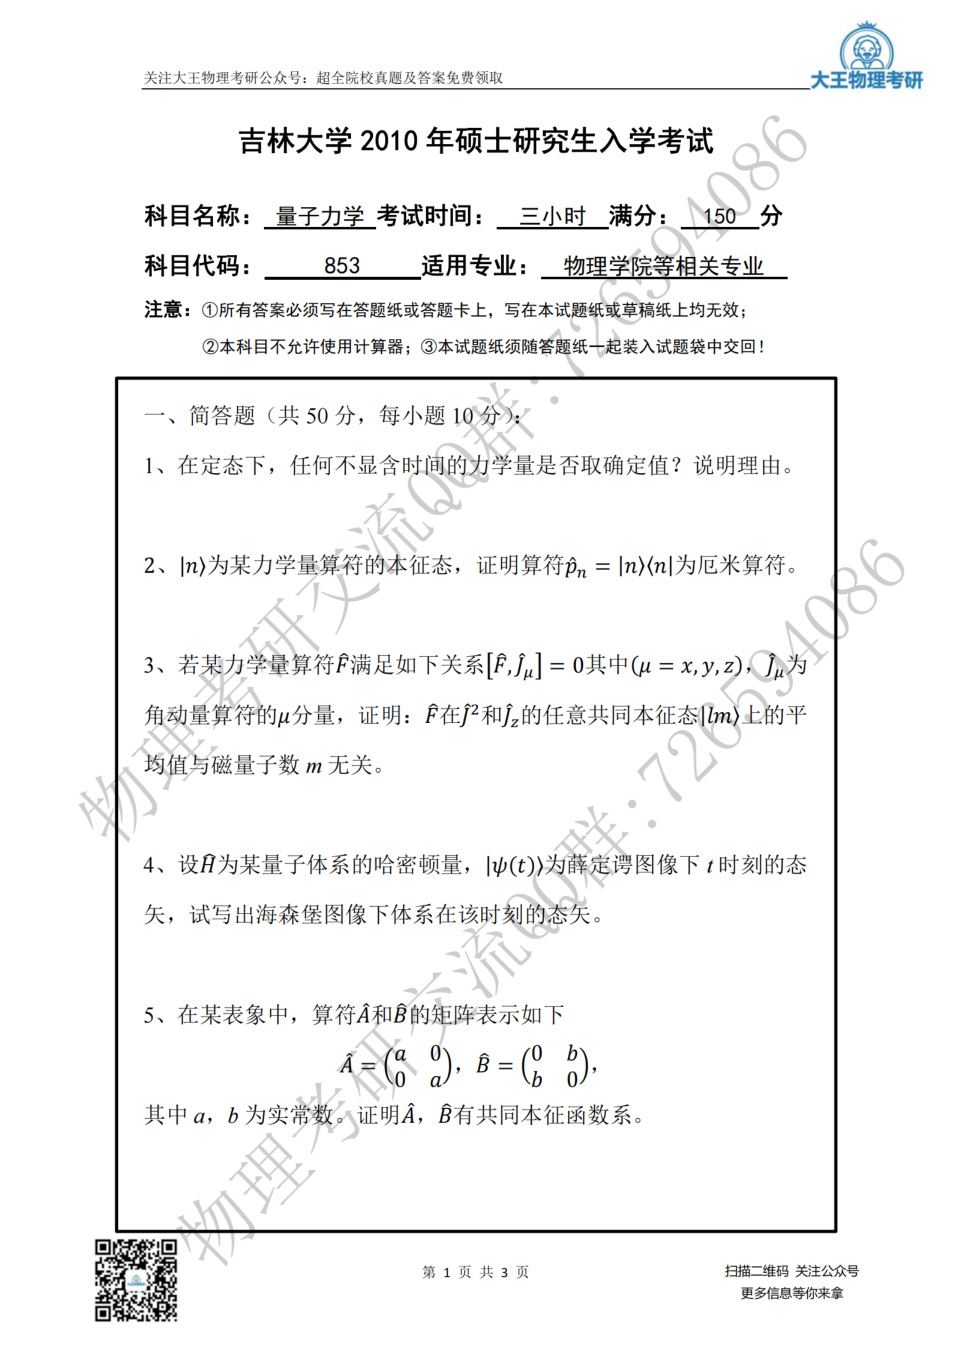 关注大王物理考研公众号：超全院校真题及答案免费领取
大王物理考研
吉林大学 2010 年硕士研究生入学考试
科目名称： 量子力学 考试时间： 三小时 满分： 150 分
科目代码： 853 适用专业： 物理学院等相关专业
注意：①所有答案必须写在答题纸或答题卡上，写在本试题纸或草稿纸上均无效；
②本科目不允许使用计算器；③本试题纸须随答题纸一起装入试题袋中交回！
一、简答题（共 50 分，每小题 10 分）：
1、在定态下，任何不显含时间的力学量是否取确定值？说明理由。
2、|n⟩为某力学量算符的本征态，证明算符p̂ₙ = |n⟩⟨n|为厄米算符。
3、若某力学量算符F̂满足如下关系[F̂, Ĵ_μ] = 0其中(μ = x, y, z)，Ĵ_μ为
角动量算符的μ分量，证明：F̂在Ĵ²和Ĵ_z的任意共同本征态|lm⟩上的平
均值与磁量子数 m 无关。
4、设Ĥ为某量子体系的哈密顿量，|ψ(t)⟩为薛定谔图像下 t 时刻的态
矢，试写出海森堡图像下体系在该时刻的态矢。
5、在某表象中，算符Â和B̂的矩阵表示如下
Â = (a 0; 0 a)，B̂ = (0 b; b 0)，
其中 a，b 为实常数。证明Â，B̂有共同本征函数系。
物理考研交流QQ群：726594086
物理考研交流QQ群：726594086
大王物理考研
第 1 页 共 3 页
扫描二维码 关注公众号
更多信息等你来拿